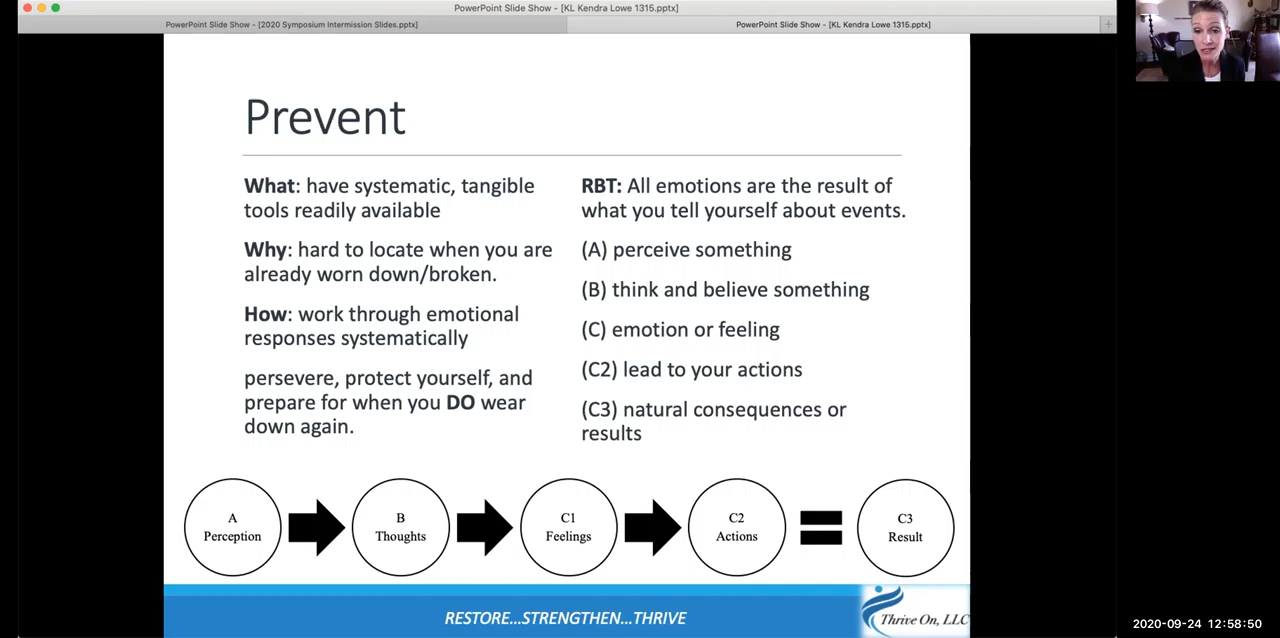 PowerPoint Slide Show - [KL Kendra Lowe 1315.pptx]
PowerPoint Slide Show - [2020 Symposium Intermission Slides.pptx]
PowerPoint Slide Show - [KL Kendra Lowe 1315.pptx]
Prevent
What: have systematic, tangible
tools readily available
Why: hard to locate when you are
already worn down/broken.
How: work through emotional
responses systematically
persevere, protect yourself, and
prepare for when you DO wear
down again.
RBT: All emotions are the result of
what you tell yourself about events.
(A) perceive something
(B) think and believe something
(C) emotion or feeling
(C2) lead to your actions
(C3) natural consequences or
results
A
Perception
B
Thoughts
C1
Feelings
C2
Actions
C3
Result
RESTORE...STRENGTHEN...THRIVE
Thrive On, LLC
2020-09-24 12:58:50